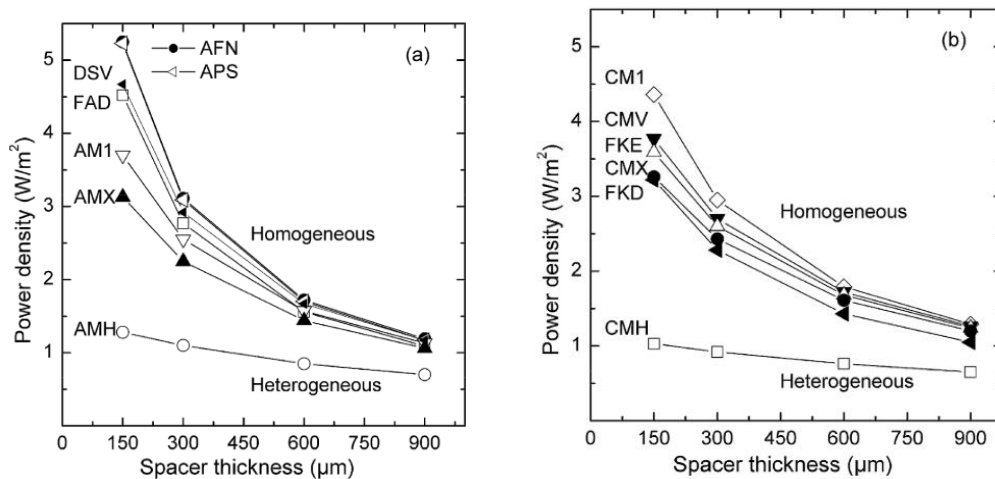 (a)
AFN
APS
5
DSV
FAD
4
AM1
AMX
3
Homogeneous
2
AMH
1
Heterogeneous
0 150 300 450 600 750 900
Spacer thickness (μm)
Power density (W/m²)
(b)
5
CM1
CMV
4
FKE
CMX
FKD
3
Homogeneous
2
CMH
1
Heterogeneous
0 150 300 450 600 750 900
Spacer thickness (μm)
Power density (W/m²)